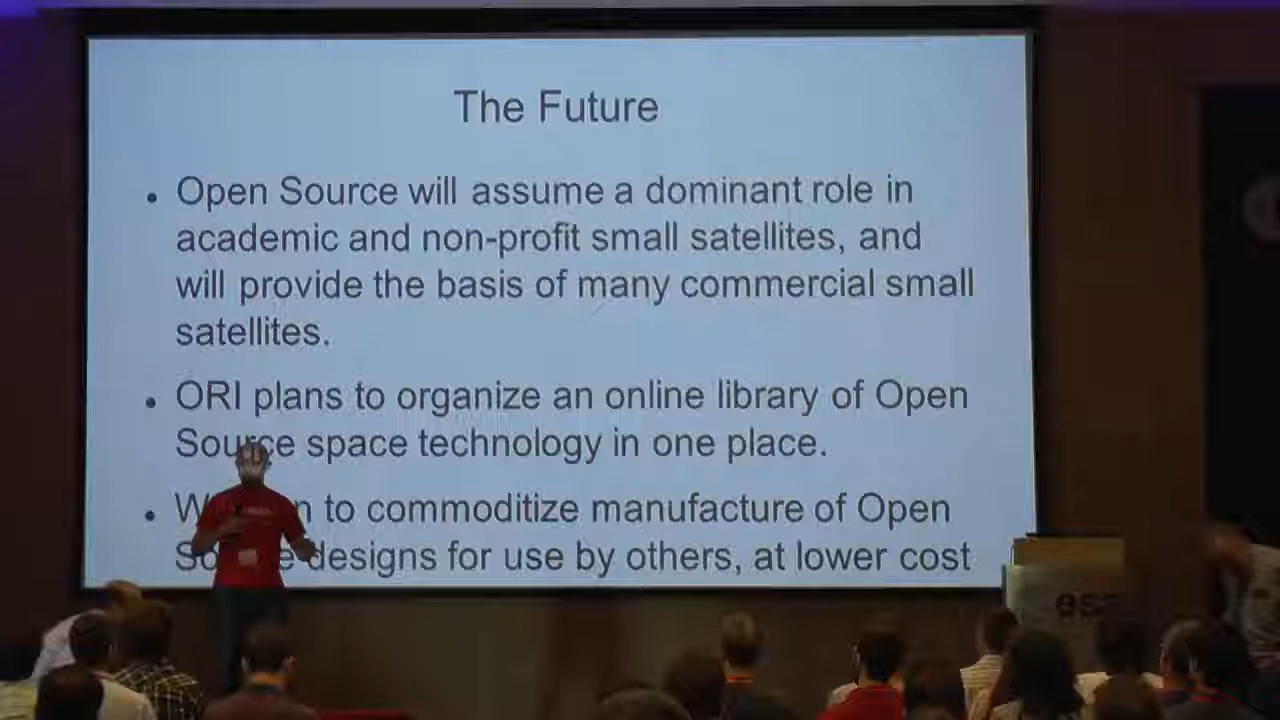 The Future
• Open Source will assume a dominant role in
academic and non-profit small satellites, and
will provide the basis of many commercial small
satellites.
• ORI plans to organize an online library of Open
Source space technology in one place.
• to commoditize manufacture of Open
designs for use by others, at lower cost
esa